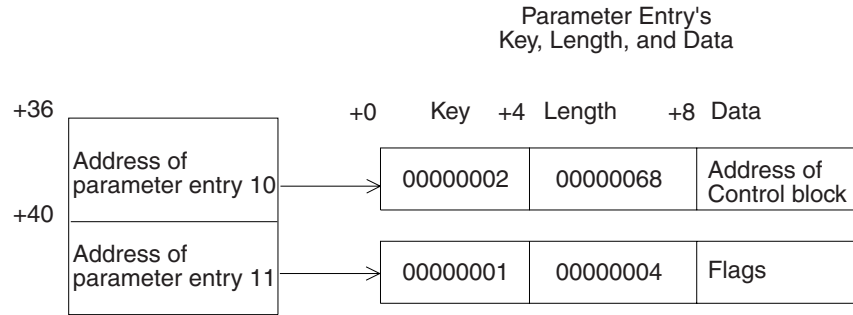 Parameter Entry's
Key, Length, and Data
+36
+0 Key +4 Length +8 Data
Address of
parameter entry 10
00000002 00000068 Address of
Control block
+40
Address of
parameter entry 11
00000001 00000004 Flags